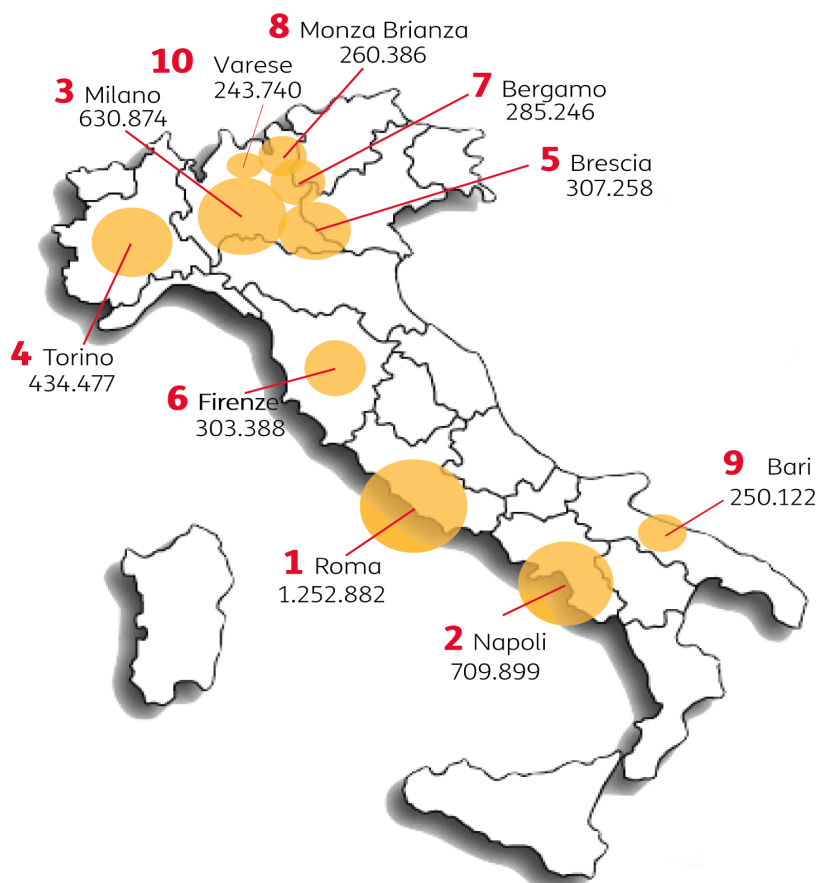 8 Monza Brianza
260.386
10 Varese
243.740
3 Milano
630.874
7 Bergamo
285.246
5 Brescia
307.258
4 Torino
434.477
6 Firenze
303.388
9 Bari
250.122
1 Roma
1.252.882
2 Napoli
709.899